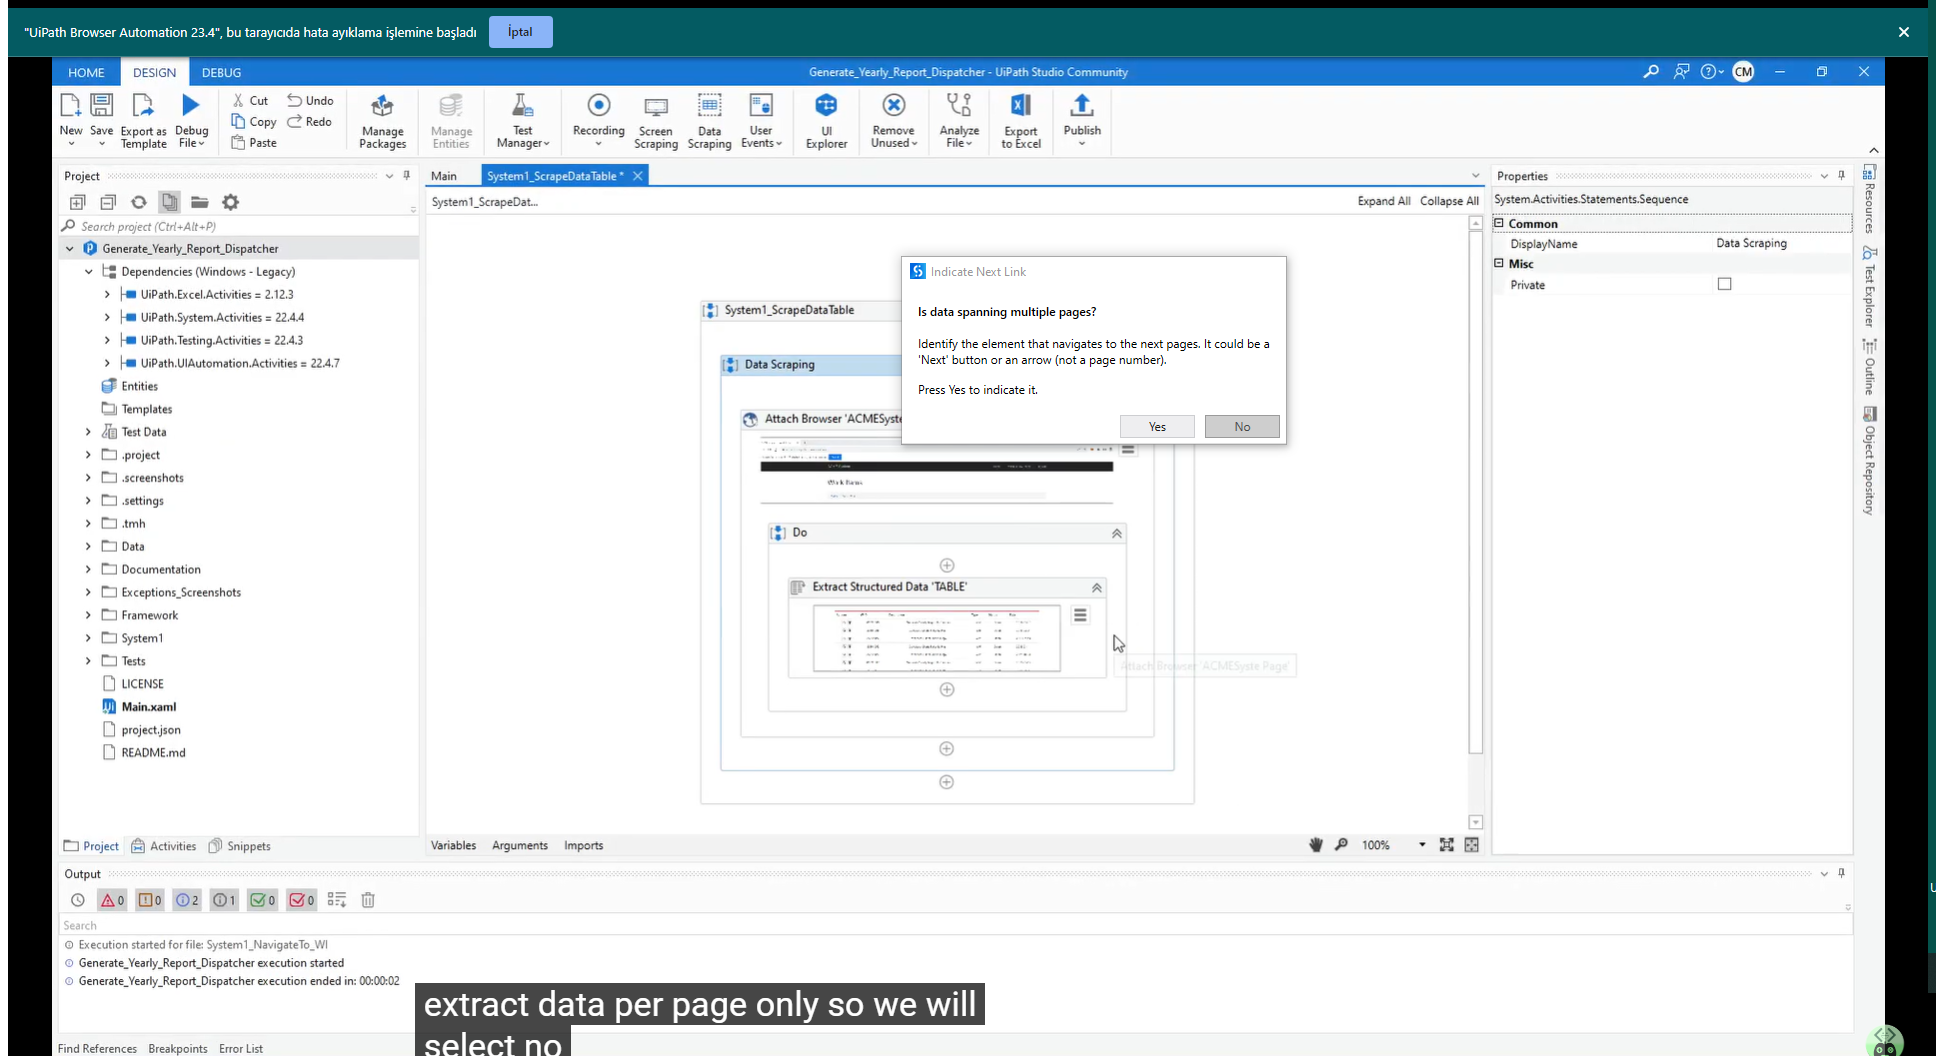 "UiPath Browser Automation 23.4", bu tarayıcıda hata ayıklama işlemine başladı
İptal
HOME
DESIGN
DEBUG
Generate_Yearly_Report_Dispatcher - UiPath Studio Community
CM
New
Save
Export as
Template
Debug
File
Cut
Copy
Paste
Undo
Redo
Manage
Packages
Manage
Entities
Test
Manager
Recording
Screen
Scraping
Data
Scraping
User
Events
UI
Explorer
Remove
Unused
Analyze
File
Export
to Excel
Publish
Project
Search project (Ctrl+Alt+P)
Generate_Yearly_Report_Dispatcher
Dependencies (Windows - Legacy)
UiPath.Excel.Activities = 2.12.3
UiPath.System.Activities = 22.4.4
UiPath.Testing.Activities = 22.4.3
UiPath.UIAutomation.Activities = 22.4.7
Entities
Templates
Test Data
.project
.screenshots
.settings
.tmh
Data
Documentation
Exceptions_Screenshots
Framework
System1
Tests
LICENSE
Main.xaml
project.json
README.md
Project
Activities
Snippets
Main
System1_ScrapeDataTable *
System1_ScrapeDat...
Expand All
Collapse All
System1_ScrapeDataTable
Data Scraping
Attach Browser 'ACMESyste
Work Items
Do
Extract Structured Data 'TABLE'
Attach Browser 'ACMESyste Page'
Indicate Next Link
Is data spanning multiple pages?
Identify the element that navigates to the next pages. It could be a
'Next' button or an arrow (not a page number).
Press Yes to indicate it.
Yes
No
Variables
Arguments
Imports
100%
Properties
System.Activities.Statements.Sequence
Common
DisplayName
Data Scraping
Misc
Private
Resources
Test Explorer
Outline
Object Repository
Output
0
0
2
1
0
0
Search
Execution started for file: System1_NavigateTo_WI
Generate_Yearly_Report_Dispatcher execution started
Generate_Yearly_Report_Dispatcher execution ended in: 00:00:02
extract data per page only so we will
select no
Find References
Breakpoints
Error List